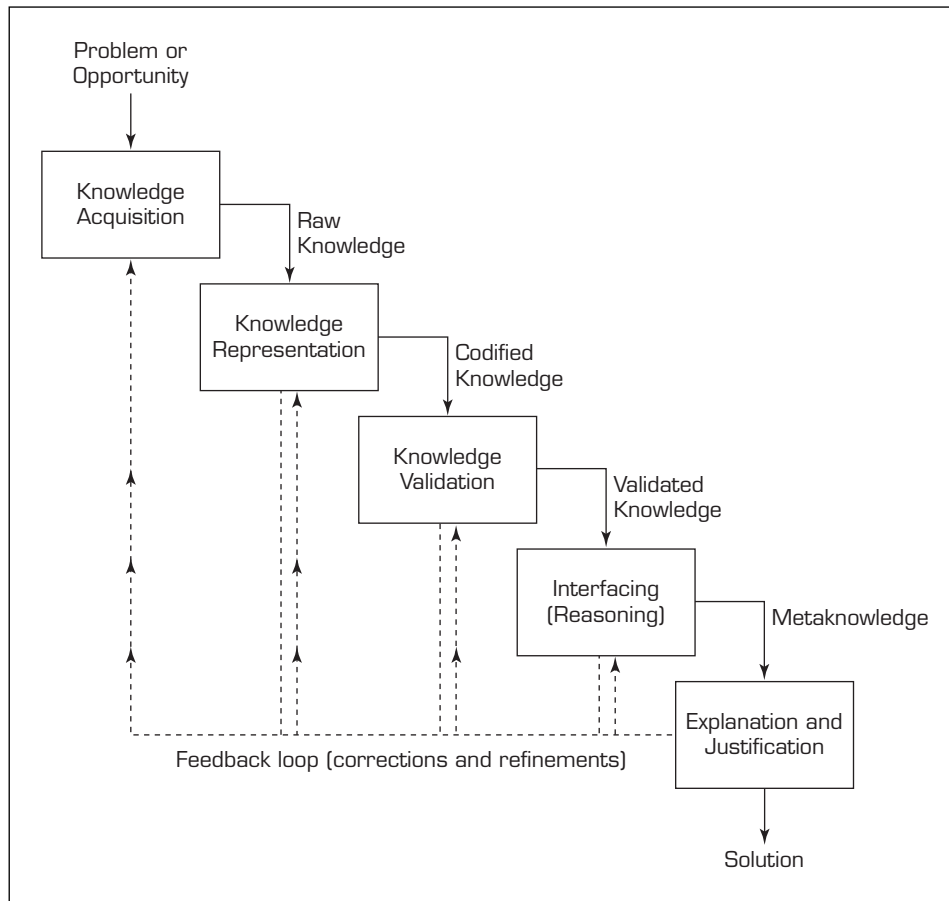 Problem or
Opportunity
Knowledge
Acquisition
Raw
Knowledge
Knowledge
Representation
Codified
Knowledge
Knowledge
Validation
Validated
Knowledge
Interfacing
(Reasoning)
Metaknowledge
Explanation and
Justification
Feedback loop (corrections and refinements)
Solution